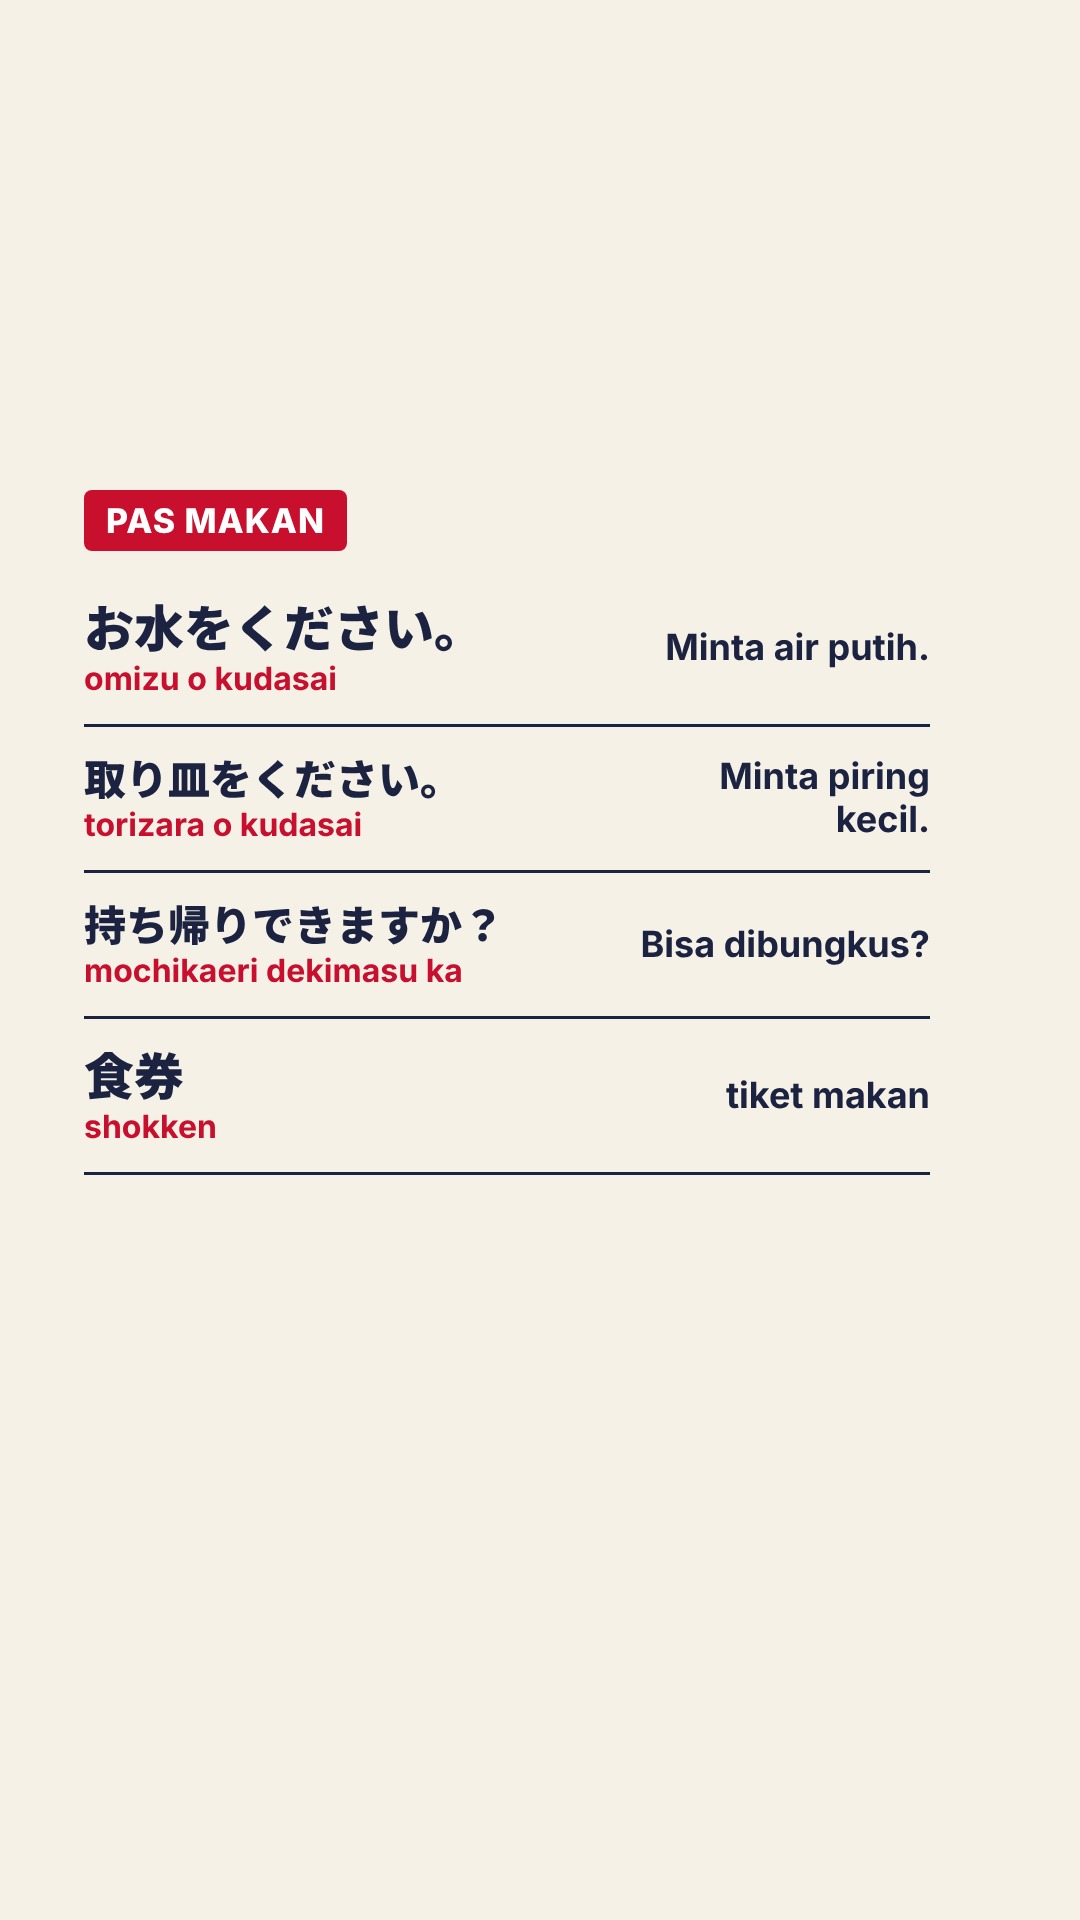 PAS MAKAN
お水をください。
omizu o kudasai
Minta air putih.
取り皿をください。
torizara o kudasai
Minta piring
kecil.
持ち帰りできますか？
mochikaeri dekimasu ka
Bisa dibungkus?
食券
shokken
tiket makan